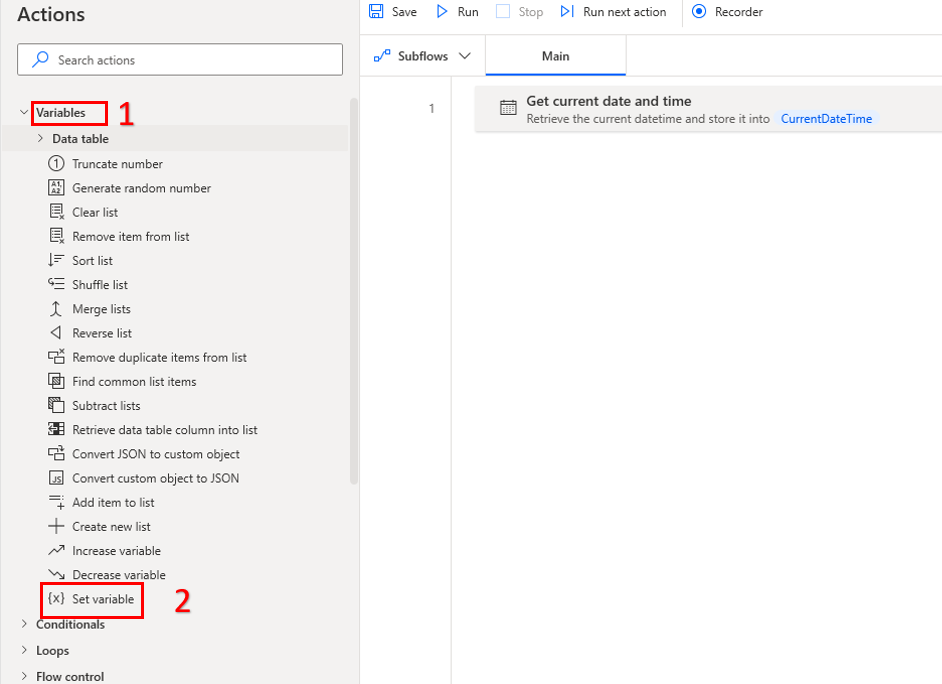 Actions
Search actions
Variables 1
Data table
Truncate number
Generate random number
Clear list
Remove item from list
Sort list
Shuffle list
Merge lists
Reverse list
Remove duplicate items from list
Find common list items
Subtract lists
Retrieve data table column into list
Convert JSON to custom object
Convert custom object to JSON
Add item to list
Create new list
Increase variable
Decrease variable
{x} Set variable 2
Conditionals
Loops
Flow control
Save Run Stop Run next action Recorder
Subflows Main
1 Get current date and time
Retrieve the current datetime and store it into CurrentDateTime